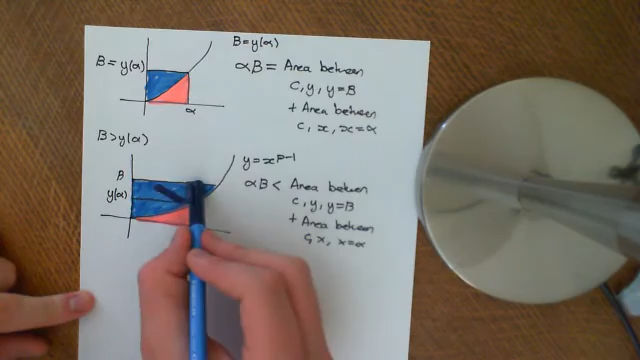 B = y(α)
B = y(α)
α
αB = Area between
C, y, y = B
+ Area between
C, x, x = α
B > y(α)
B
y(α)
y = x^{p-1}
αB < Area between
C, y, y = B
+ Area between
C, x, x = α